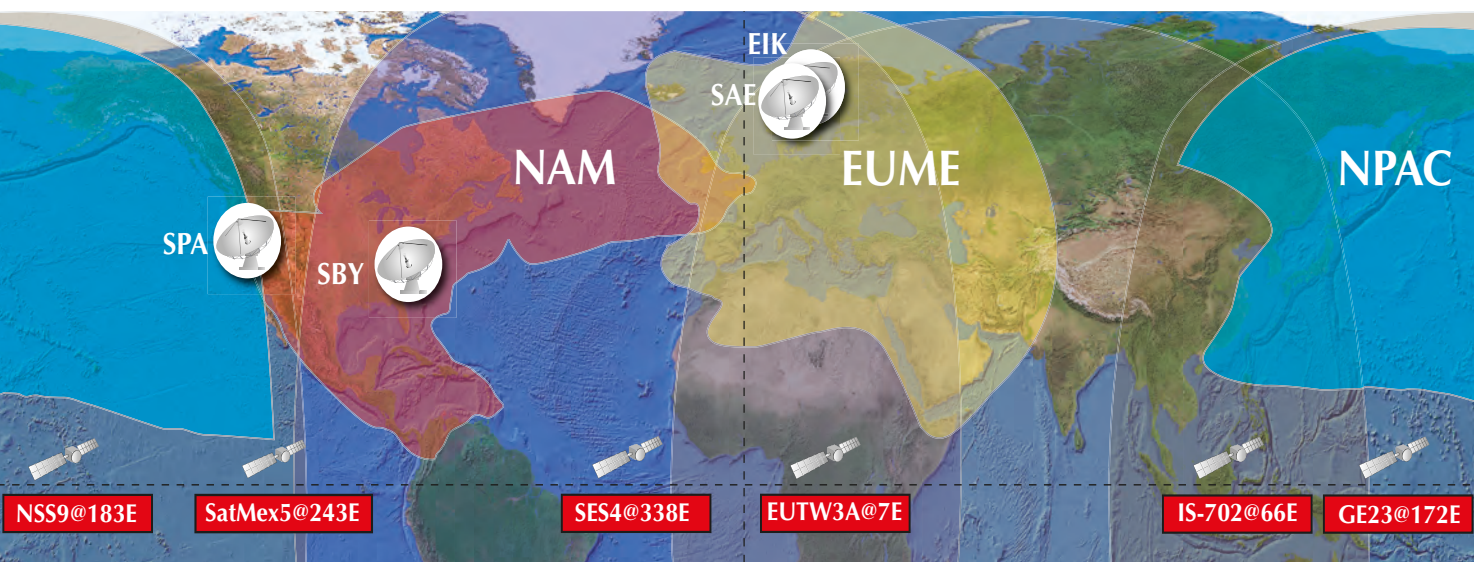 EIK
SAE
NAM
EUME
NPAC
SPA
SBY
NSS9@183E
SatMex5@243E
SES4@338E
EUTW3A@7E
IS-702@66E
GE23@172E